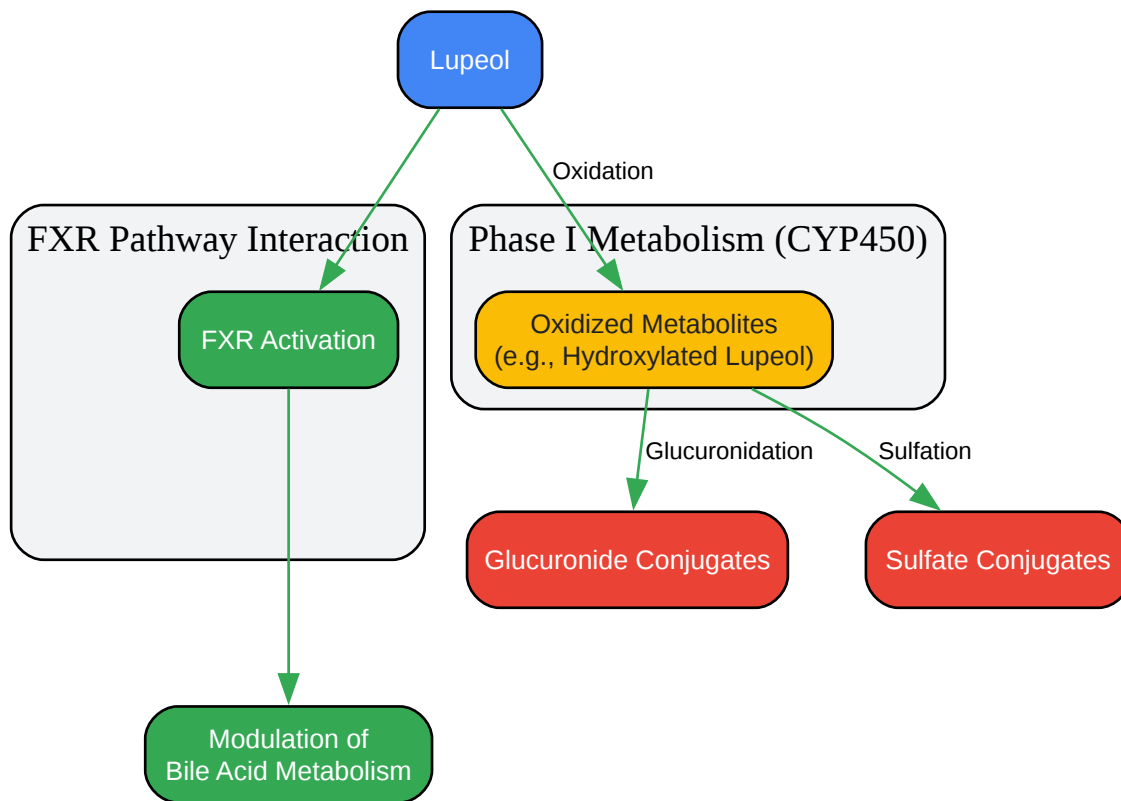 Lupeol
Oxidation
FXR Pathway Interaction
Phase I Metabolism (CYP450)
FXR Activation
Oxidized Metabolites
(e.g., Hydroxylated Lupeol)
Glucuronidation
Sulfation
Glucuronide Conjugates
Sulfate Conjugates
Modulation of
Bile Acid Metabolism